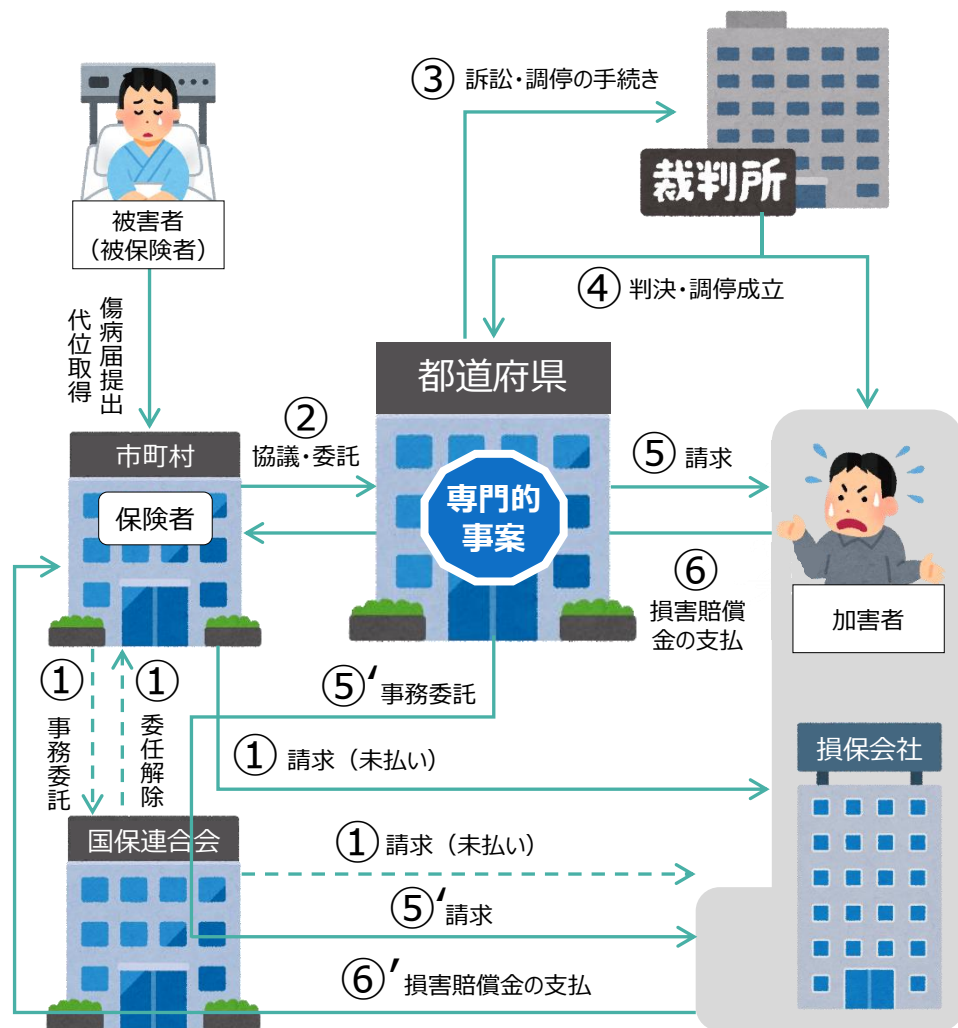 ③ 訴訟・調停の手続き
裁判所
被害者
（被保険者）
④ 判決・調停成立
傷病届提出
代位取得
都道府県
②
協議・委託
⑤ 請求
市町村
保険者
専門的
事案
⑥
損害賠償
金の支払
加害者
① 事務委託
① 委任解除
⑤′事務委託
① 請求（未払い）
損保会社
国保連合会
① 請求（未払い）
⑤′請求
⑥′損害賠償金の支払